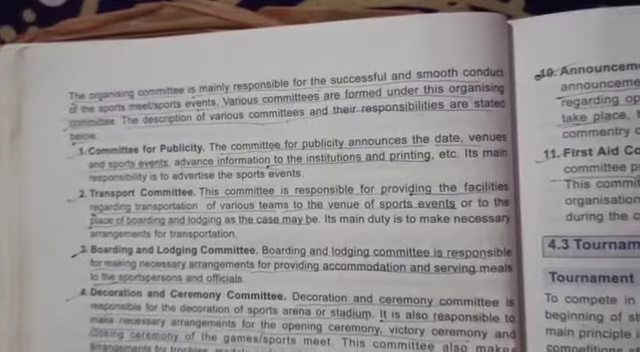 The organising committee is mainly responsible for the successful and smooth conduct
of the sports meet/sports events. Various committees are formed under this organising
committee. The description of various committees and their responsibilities are stated
below.
1. Committee for Publicity. The committee for publicity announces the date, venues
and sports events, advance information to the institutions and printing, etc. Its main
responsibility is to advertise the sports events.
2. Transport Committee. This committee is responsible for providing the facilities
regarding transportation of various teams to the venue of sports events or to the
place of boarding and lodging as the case may be. Its main duty is to make necessary
arrangements for transportation.
3. Boarding and Lodging Committee. Boarding and lodging committee is responsible
for making necessary arrangements for providing accommodation and serving meals
to the sportspersons and officials.
4. Decoration and Ceremony Committee. Decoration and ceremony committee is
responsible for the decoration of sports arena or stadium. It is also responsible to
make necessary arrangements for the opening ceremony, victory ceremony and
closing ceremony of the games/sports meet. This committee also makes
arrangements for
10. Announcem
announceme
regarding op
take place,
commentary
11. First Aid Co
committee p
This commi
organisation
during the c
4.3 Tournam
Tournament
To compete in
beginning of st
main principle
competitions